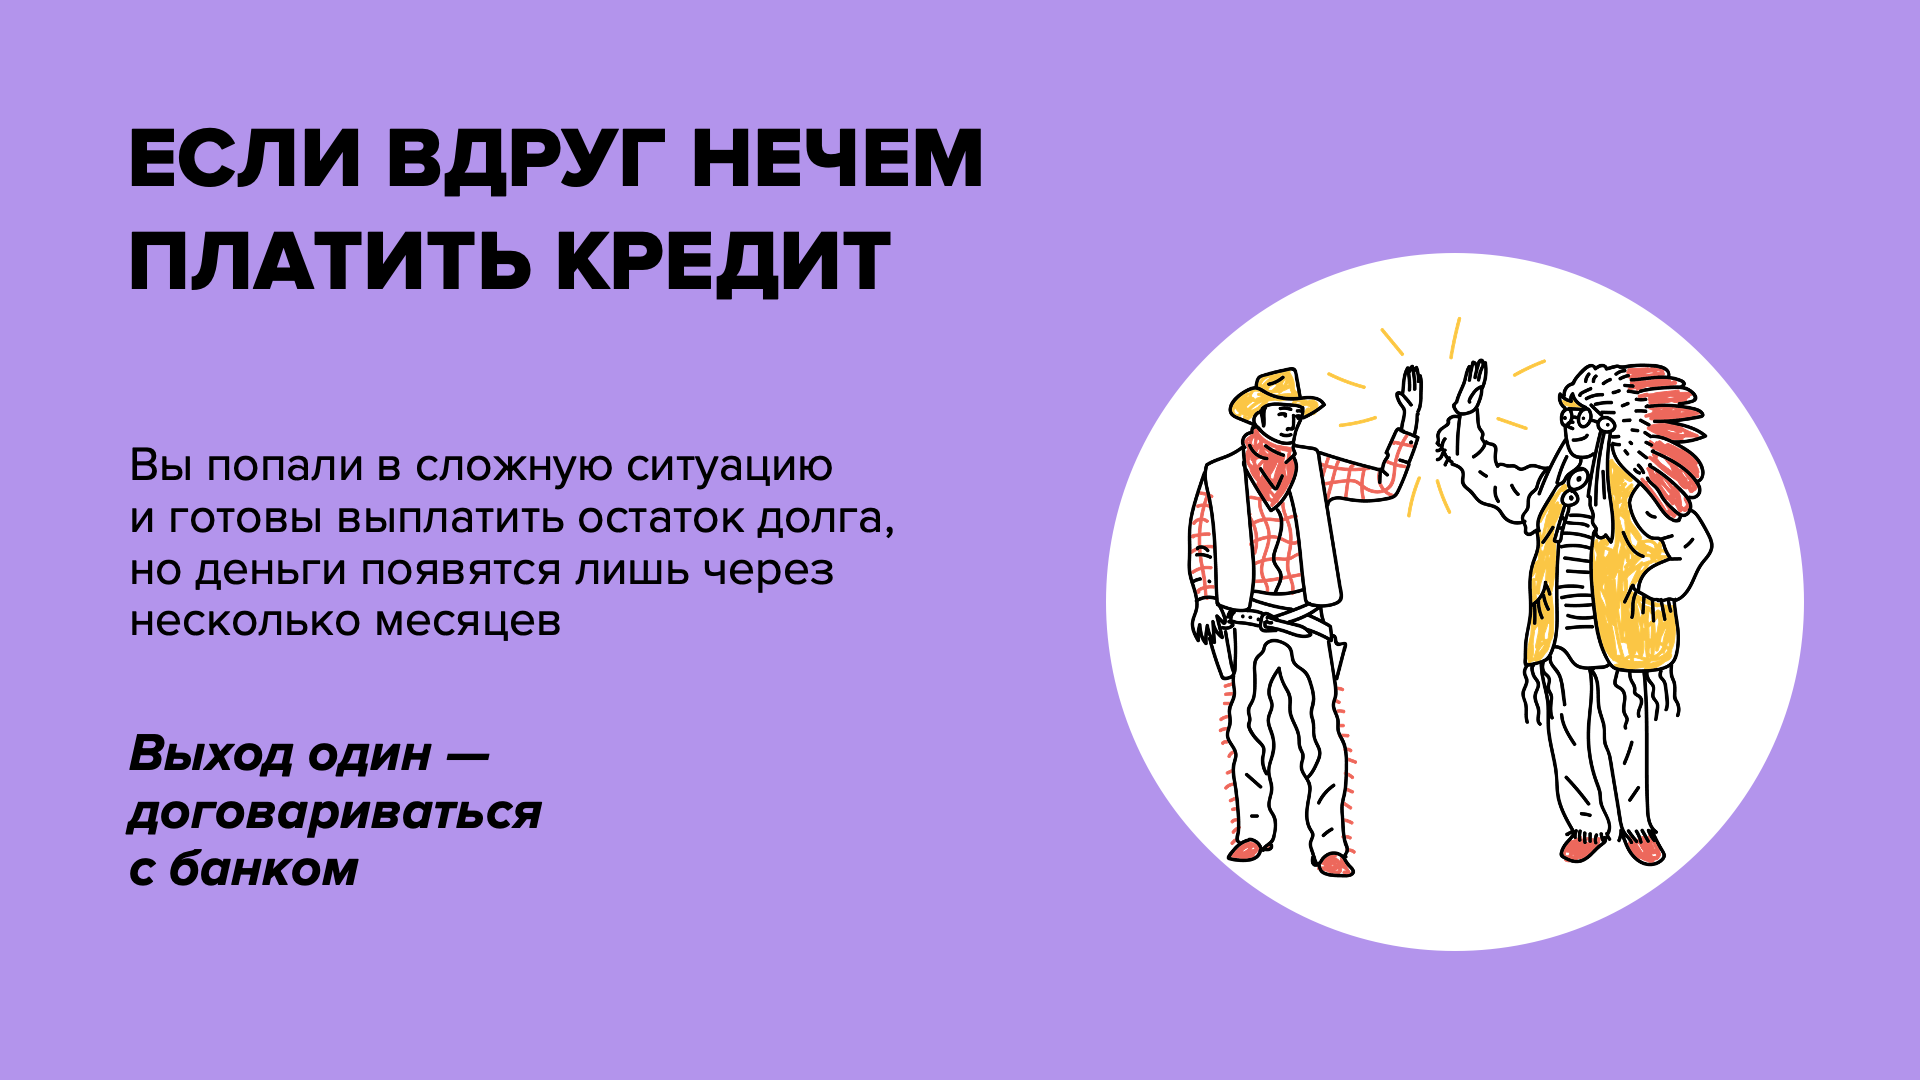 ЕСЛИ ВДРУГ НЕЧЕМ
ПЛАТИТЬ КРЕДИТ
Вы попали в сложную ситуацию
и готовы выплатить остаток долга,
но деньги появятся лишь через
несколько месяцев
Выход один —
договариваться
с банком